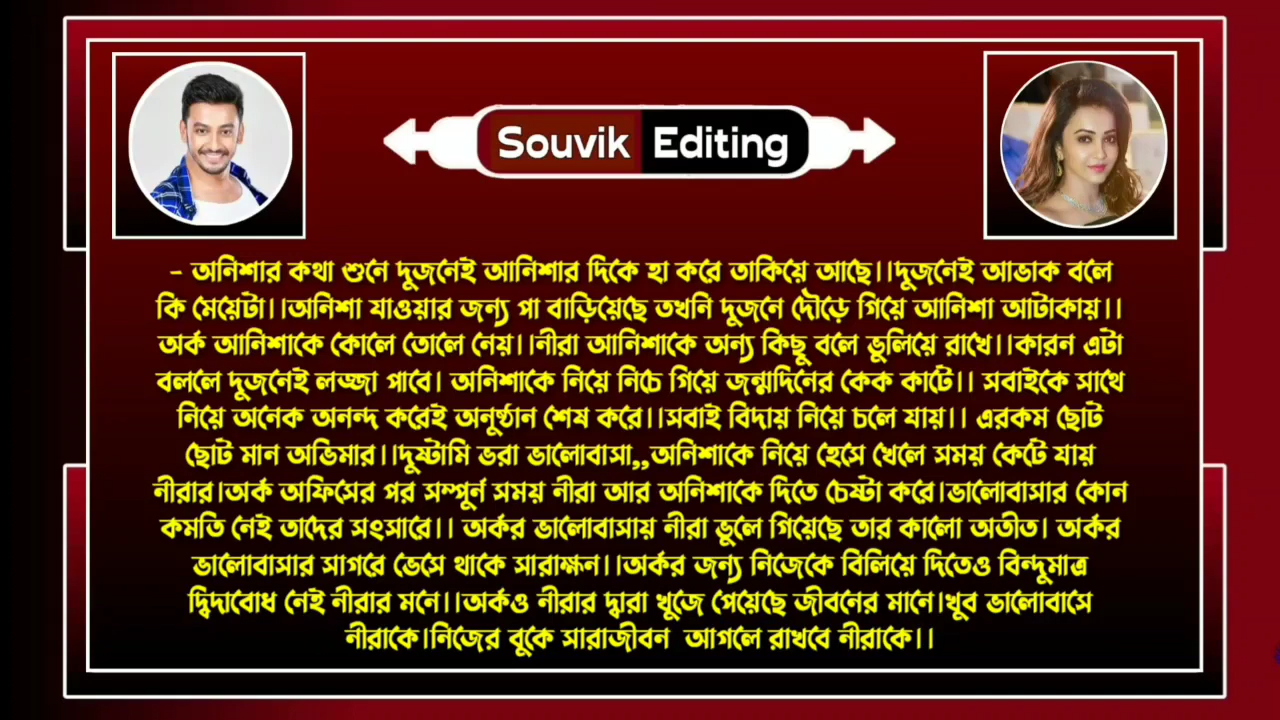 Souvik Editing
- অনিশার কথা শুনে দুজনেই আনিশার দিকে হা করে তাকিয়ে আছে।।দুজনেই আভাক বলে
কি মেয়েটা।।অনিশা যাওয়ার জন্য পা বাড়িয়েছে তখনি দুজনে দৌড়ে গিয়ে আনিশা আটাকায়।।
অর্ক আনিশাকে কোলে তোলে নেয়।।নীরা আনিশাকে অন্য কিছু বলে ভুলিয়ে রাখে।।কারন এটা
বললে দুজনেই লজ্জা পাবে। অনিশাকে নিয়ে নিচে গিয়ে জন্মদিনের কেক কাটে।। সবাইকে সাথে
নিয়ে অনেক অনন্দ করেই অনুষ্ঠান শেষ করে।।সবাই বিদায় নিয়ে চলে যায়।। এরকম ছোট
ছোট মান অভিমার।।দুষ্টামি ভরা ভালোবাসা,,অনিশাকে নিয়ে হেসে খেলে সময় কেটে যায়
নীরার।অর্ক অফিসের পর সম্পূর্ন সময় নীরা আর অনিশাকে দিতে চেষ্টা করে।ভালোবাসার কোন
কমতি নেই তাদের সংসারে।। অর্কর ভালোবাসায় নীরা ভুলে গিয়েছে তার কালো অতীত। অর্কর
ভালোবাসার সাগরে ভেসে থাকে সারাক্ষন।।অর্কর জন্য নিজেকে বিলিয়ে দিতেও বিন্দুমাত্র
দ্বিদাবোধ নেই নীরার মনে।।অর্কও নীরার দ্বারা খুজে পেয়েছে জীবনের মানে।খুব ভালোবাসে
নীরাকে।নিজের বুকে সারাজীবন আগলে রাখবে নীরাকে।।